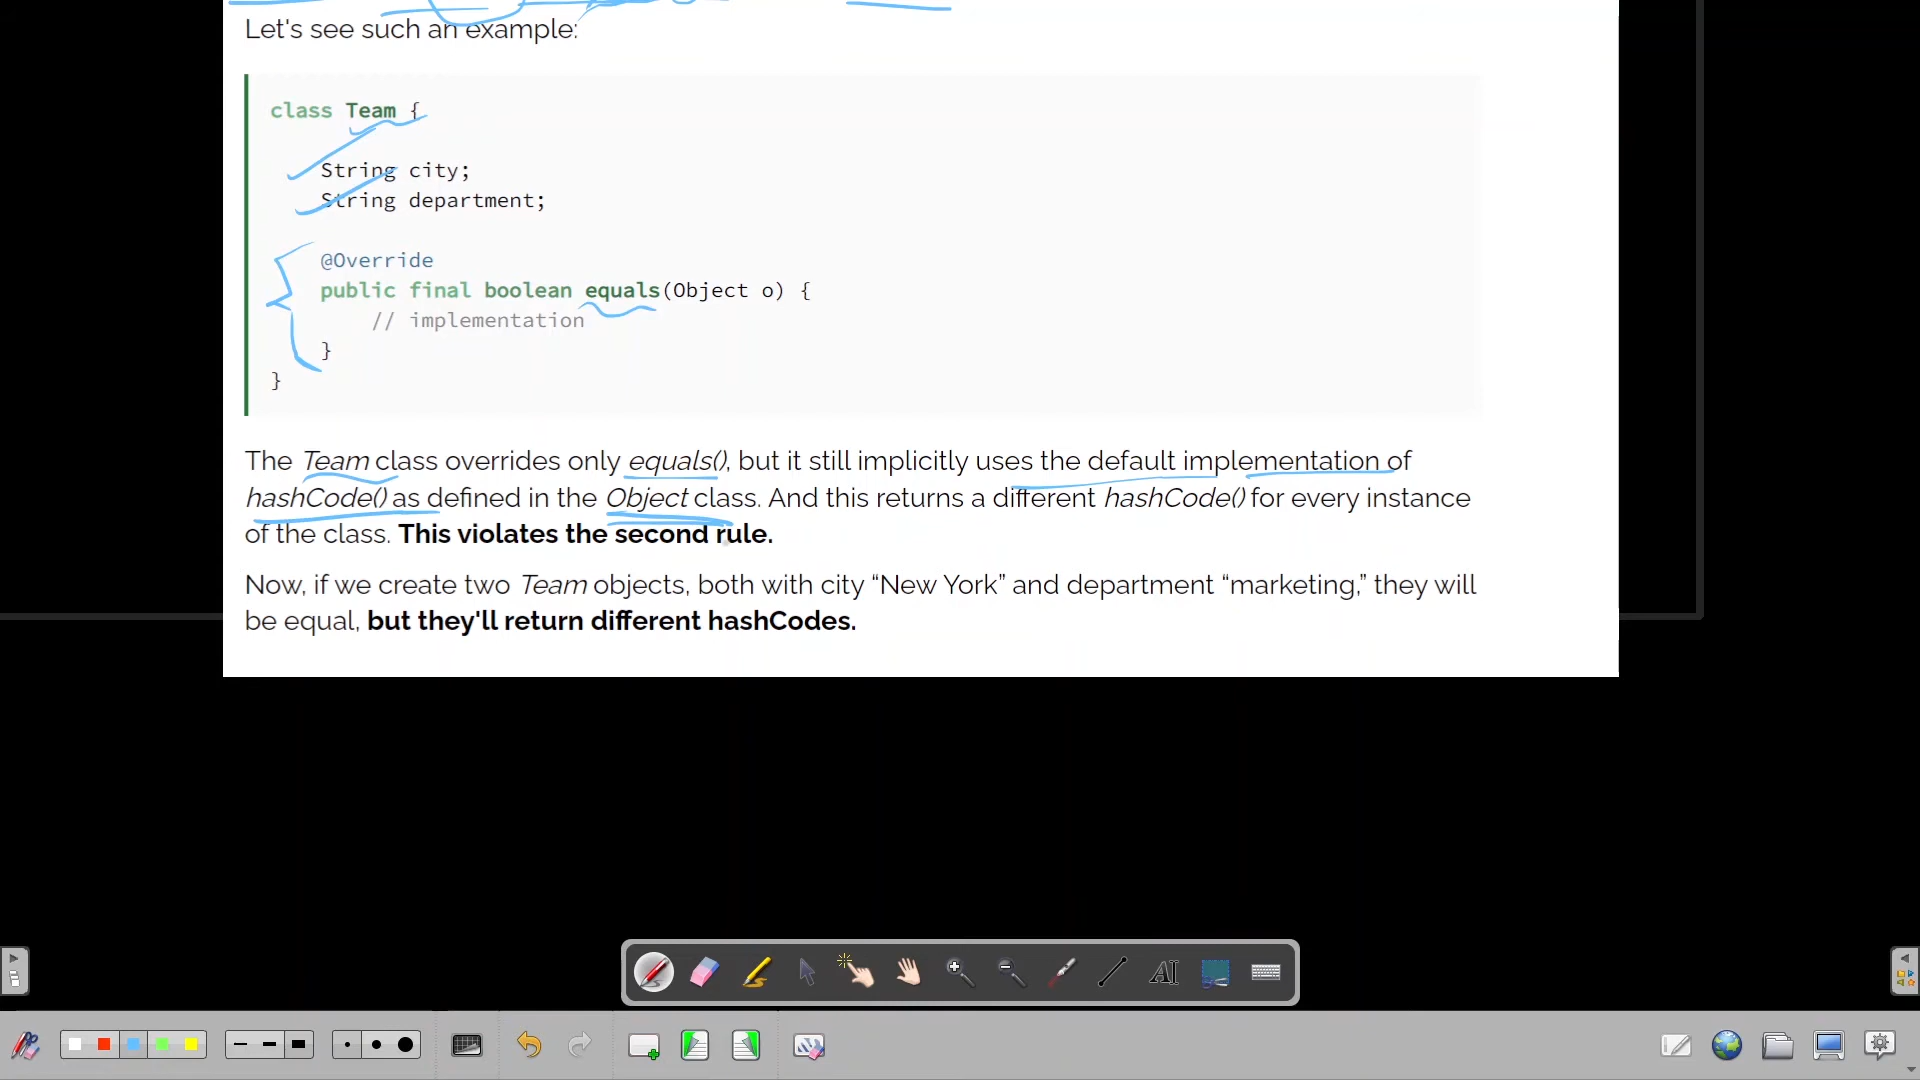 Let's see such an example:
class Team {
String city;
String department;
@Override
public final boolean equals(Object o) {
// implementation
}
}
The Team class overrides only equals(), but it still implicitly uses the default implementation of
hashCode() as defined in the Object class. And this returns a different hashCode() for every instance
of the class. This violates the second rule.
Now, if we create two Team objects, both with city “New York” and department “marketing,” they will
be equal, but they'll return different hashCodes.
AI